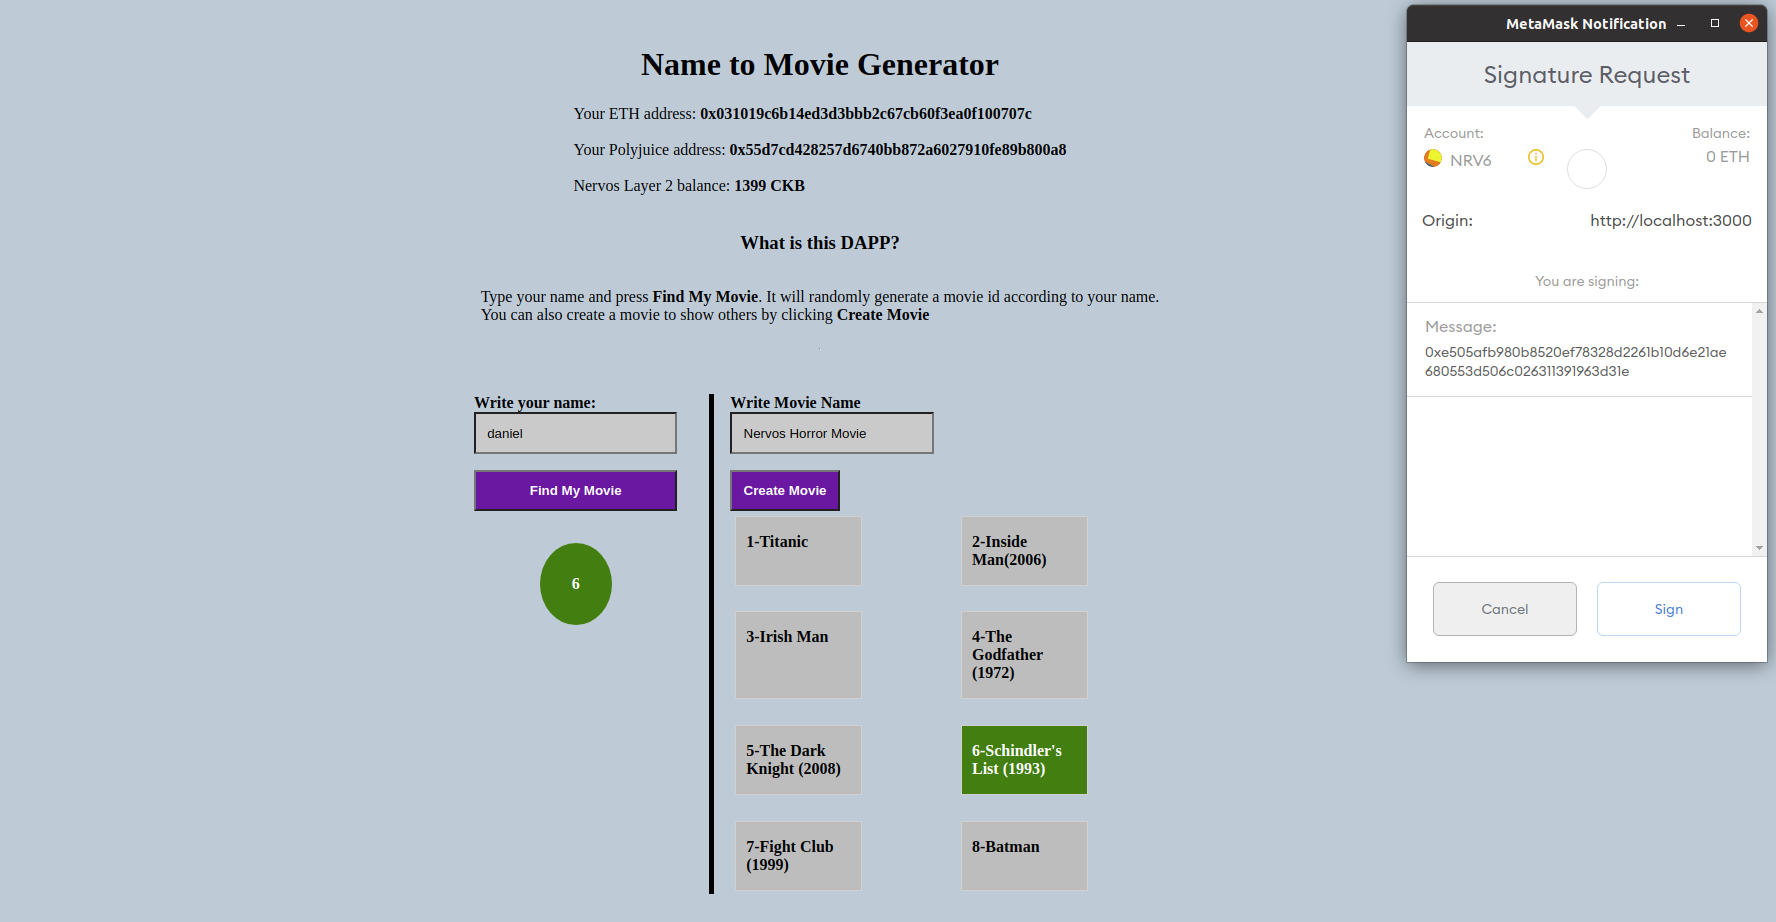 Name to Movie Generator
Your ETH address: 0x031019c6b14ed3d3bbb2c67cb60f3ea0f100707c
Your Polyjuice address: 0x55d7cd428257d6740bb872a6027910fe89b800a8
Nervos Layer 2 balance: 1399 CKB
What is this DAPP?
Type your name and press Find My Movie. It will randomly generate a movie id according to your name.
You can also create a movie to show others by clicking Create Movie
Write your name:
daniel
Find My Movie
6
Write Movie Name
Nervos Horror Movie
Create Movie
1-Titanic
2-Inside
Man(2006)
3-Irish Man
4-The
Godfather
(1972)
5-The Dark
Knight (2008)
6-Schindler's
List (1993)
7-Fight Club
(1999)
8-Batman
MetaMask Notification
Signature Request
Account:
NRV6
Balance:
0 ETH
Origin:
http://localhost:3000
You are signing:
Message:
0xe505afb980b8520ef78328d2261b10d6e21ae
680553d506c026311391963d31e
Cancel
Sign